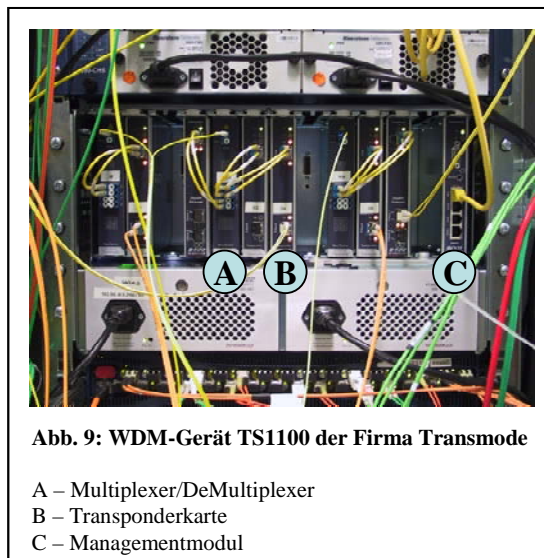 A
B
C
Abb. 9: WDM-Gerät TS1100 der Firma Transmode
A – Multiplexer/DeMultiplexer
B – Transponderkarte
C – Managementmodul